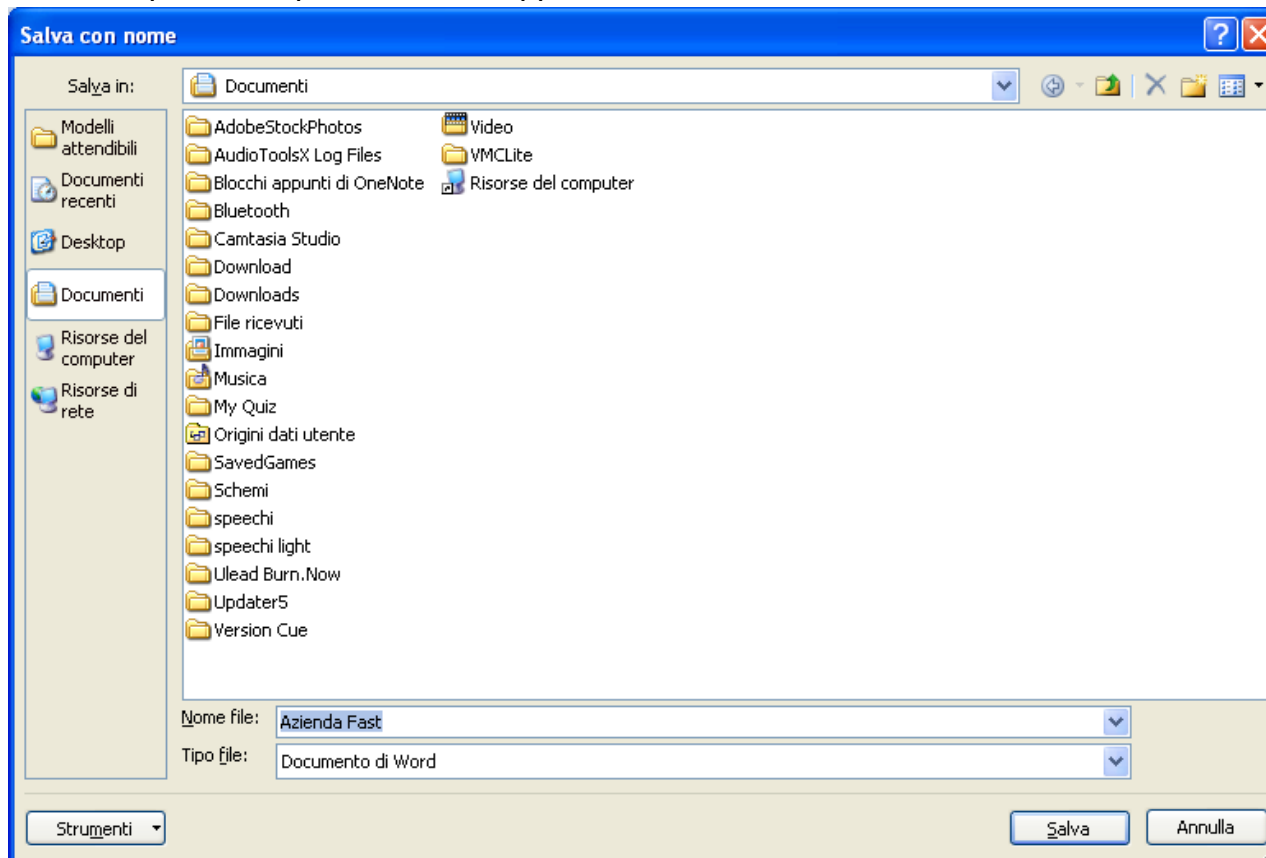 Salva con nome
Salva in:
Documenti
Modelli
attendibili
Documenti
recenti
Desktop
Documenti
Risorse del
computer
Risorse di
rete
AdobeStockPhotos
AudioToolsX Log Files
Blocchi appunti di OneNote
Bluetooth
Camtasia Studio
Download
Downloads
File ricevuti
Immagini
Musica
My Quiz
Origini dati utente
SavedGames
Schemi
speechi
speechi light
Ulead Burn.Now
Updater5
Version Cue
Video
VMCLite
Risorse del computer
Nome file:
Azienda Fast
Tipo file:
Documento di Word
Strumenti
Salva
Annulla